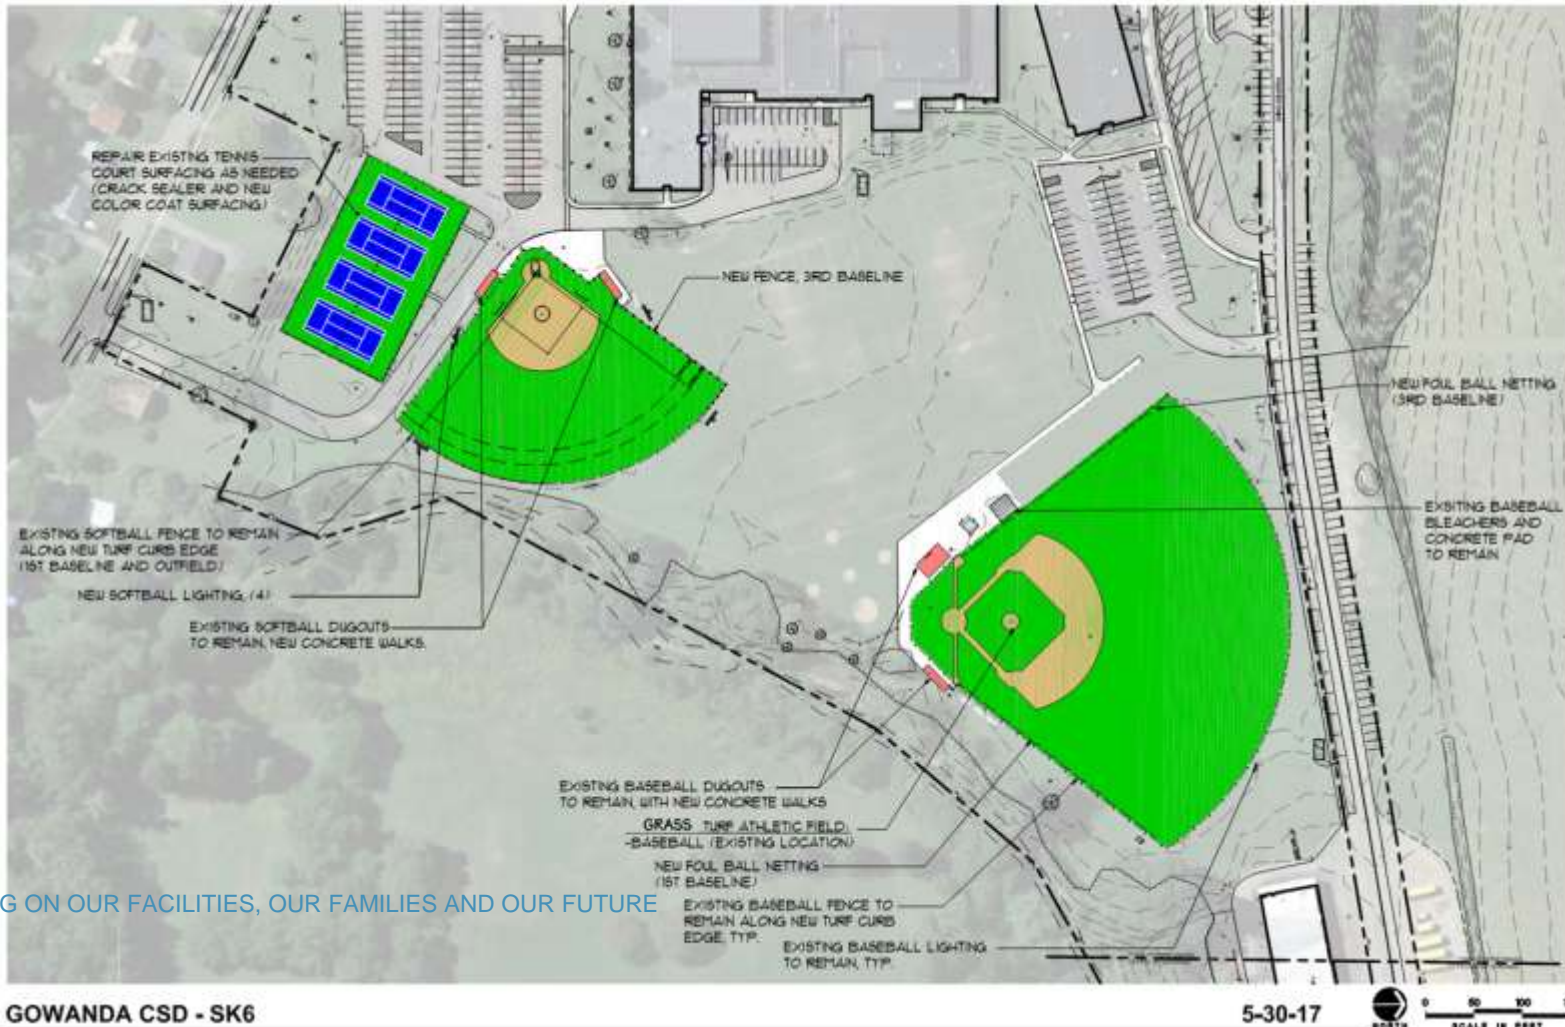 REPAIR EXISTING TENNIS
COURT SURFACING AS NEEDED
(CRACK SEALER AND NEW
COLOR COAT SURFACING)
NEW FENCE, 3RD BASELINE
NEW FOUL BALL NETTING
(3RD BASELINE)
EXISTING BASEBALL
BLEACHERS AND
CONCRETE PAD
TO REMAIN
EXISTING SOFTBALL FENCE TO REMAIN
ALONG NEW TURF CURB EDGE
(1ST BASELINE AND OUTFIELD)
NEW SOFTBALL LIGHTING, (4)
EXISTING SOFTBALL DUGOUTS
TO REMAIN, NEW CONCRETE WALKS.
EXISTING BASEBALL DUGOUTS
TO REMAIN, WITH NEW CONCRETE WALKS
GRASS TURF ATHLETIC FIELD:
-BASEBALL (EXISTING LOCATION)
NEW FOUL BALL NETTING
(1ST BASELINE)
G ON OUR FACILITIES, OUR FAMILIES AND OUR FUTURE
EXISTING BASEBALL FENCE TO
REMAIN ALONG NEW TURF CURB
EDGE, TYP.
EXISTING BASEBALL LIGHTING
TO REMAIN, TYP.
GOWANDA CSD - SK6
5-30-17
NORTH
0 50 100
SCALE IN FEET